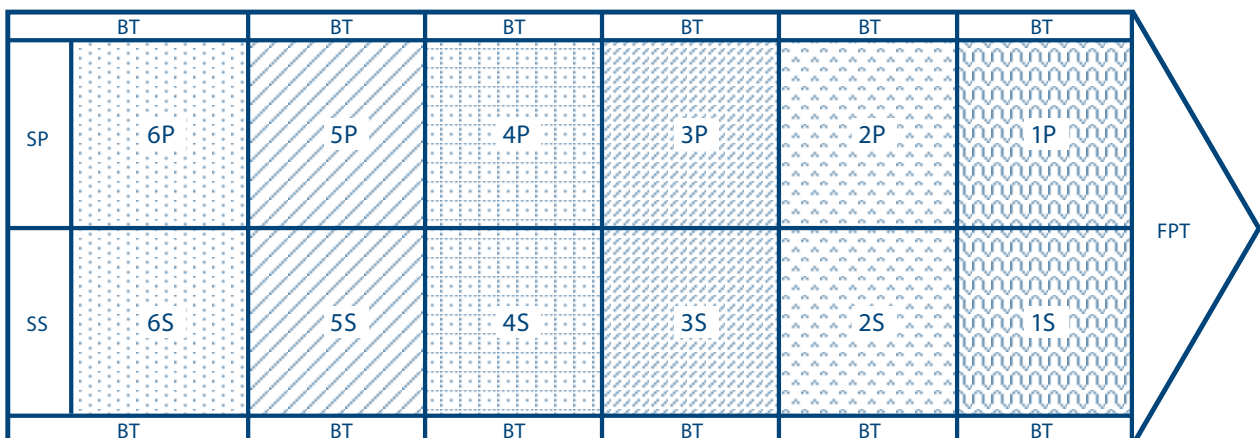 BT BT BT BT BT BT
SP 6P 5P 4P 3P 2P 1P
FPT
SS 6S 5S 4S 3S 2S 1S
BT BT BT BT BT BT